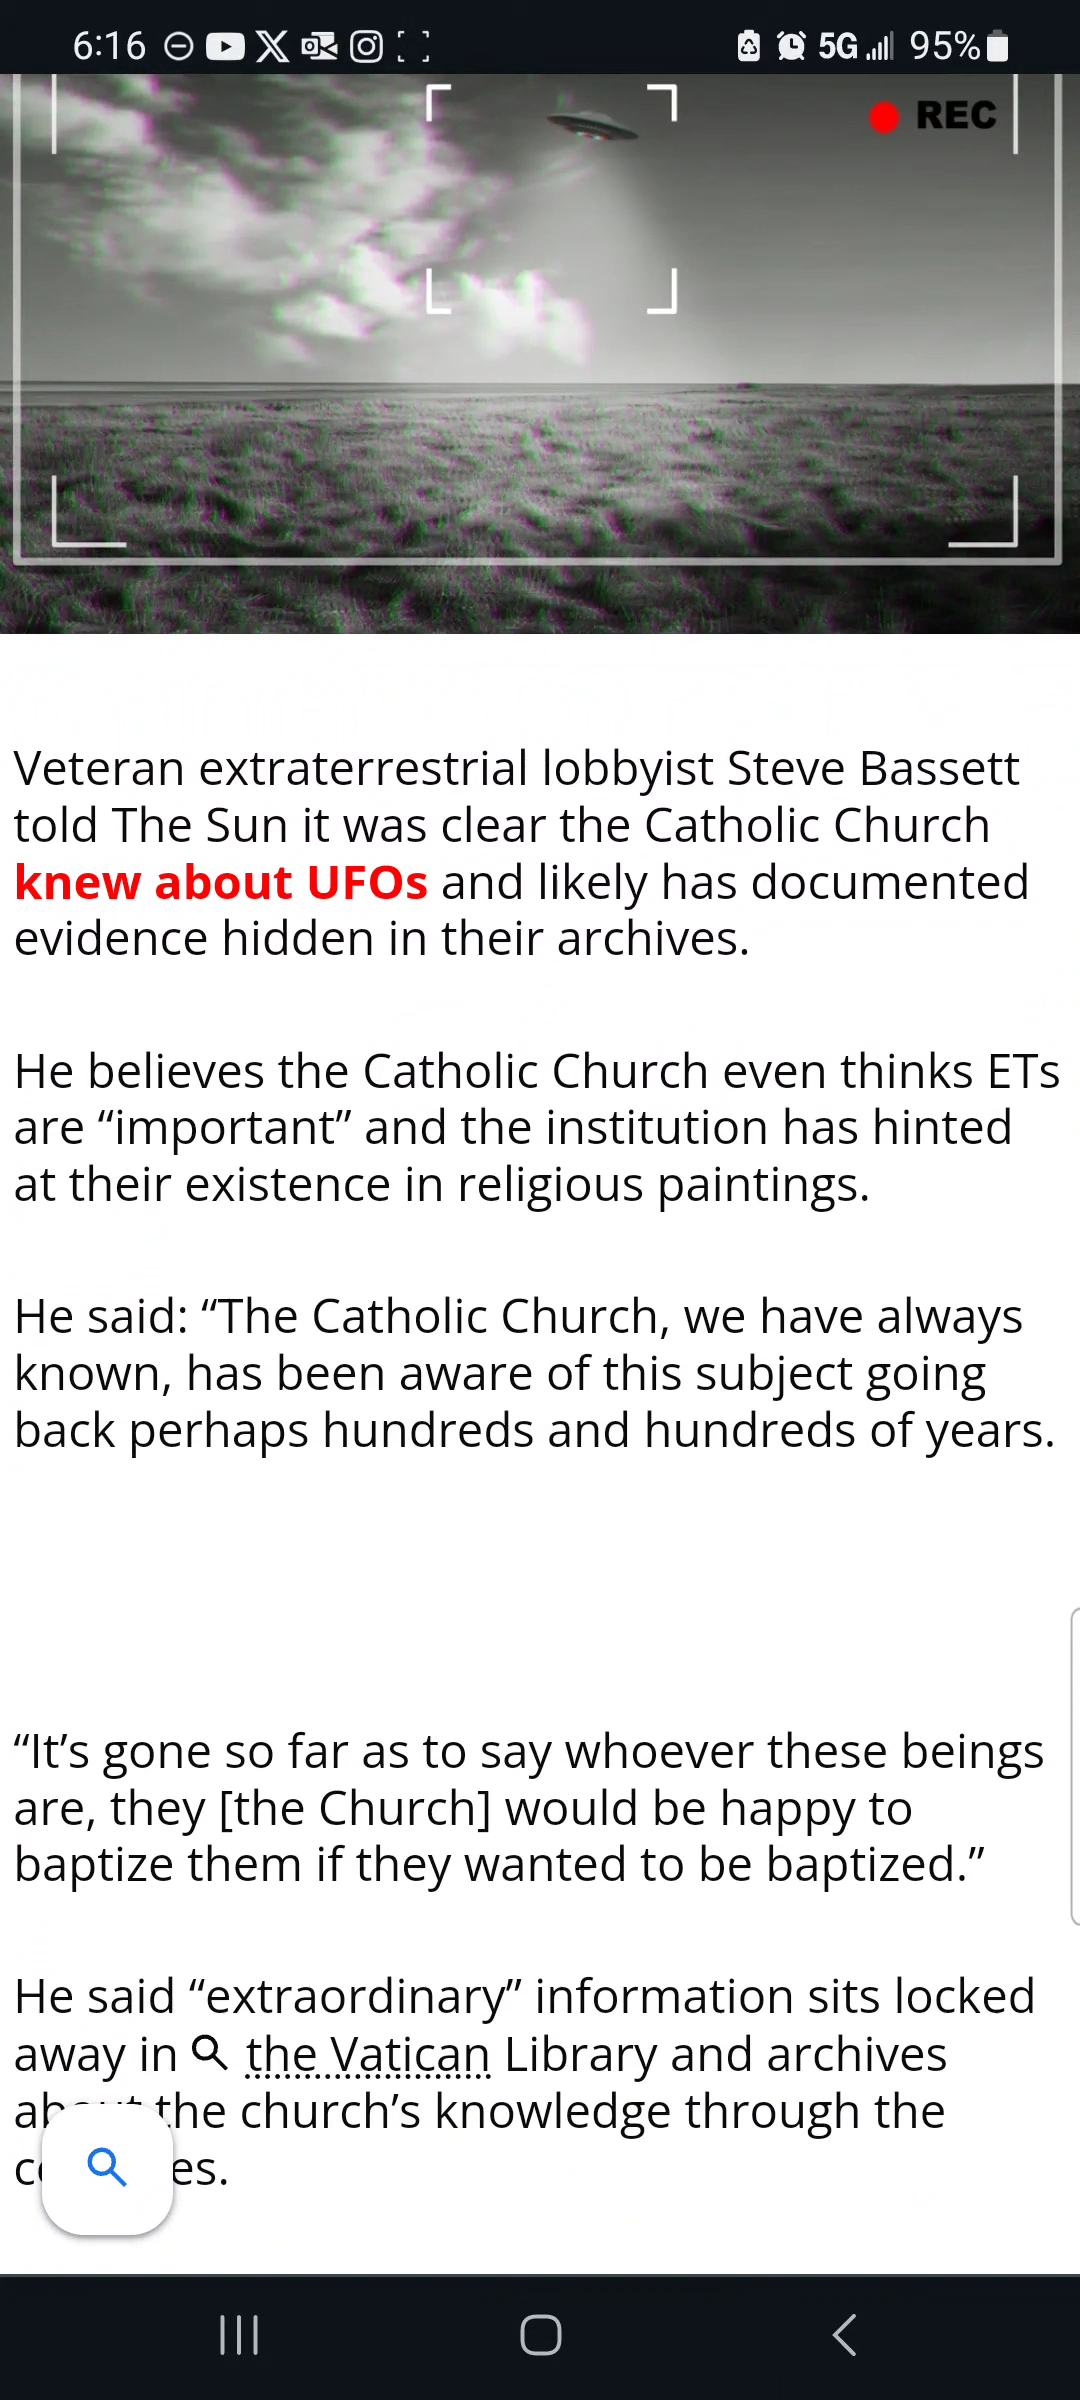 6:16
5G 95%
REC
Veteran extraterrestrial lobbyist Steve Bassett
told The Sun it was clear the Catholic Church
knew about UFOs and likely has documented
evidence hidden in their archives.
He believes the Catholic Church even thinks ETs
are “important” and the institution has hinted
at their existence in religious paintings.
He said: “The Catholic Church, we have always
known, has been aware of this subject going
back perhaps hundreds and hundreds of years.
“It’s gone so far as to say whoever these beings
are, they [the Church] would be happy to
baptize them if they wanted to be baptized.”
He said “extraordinary” information sits locked
away in the Vatican Library and archives
the church’s knowledge through the